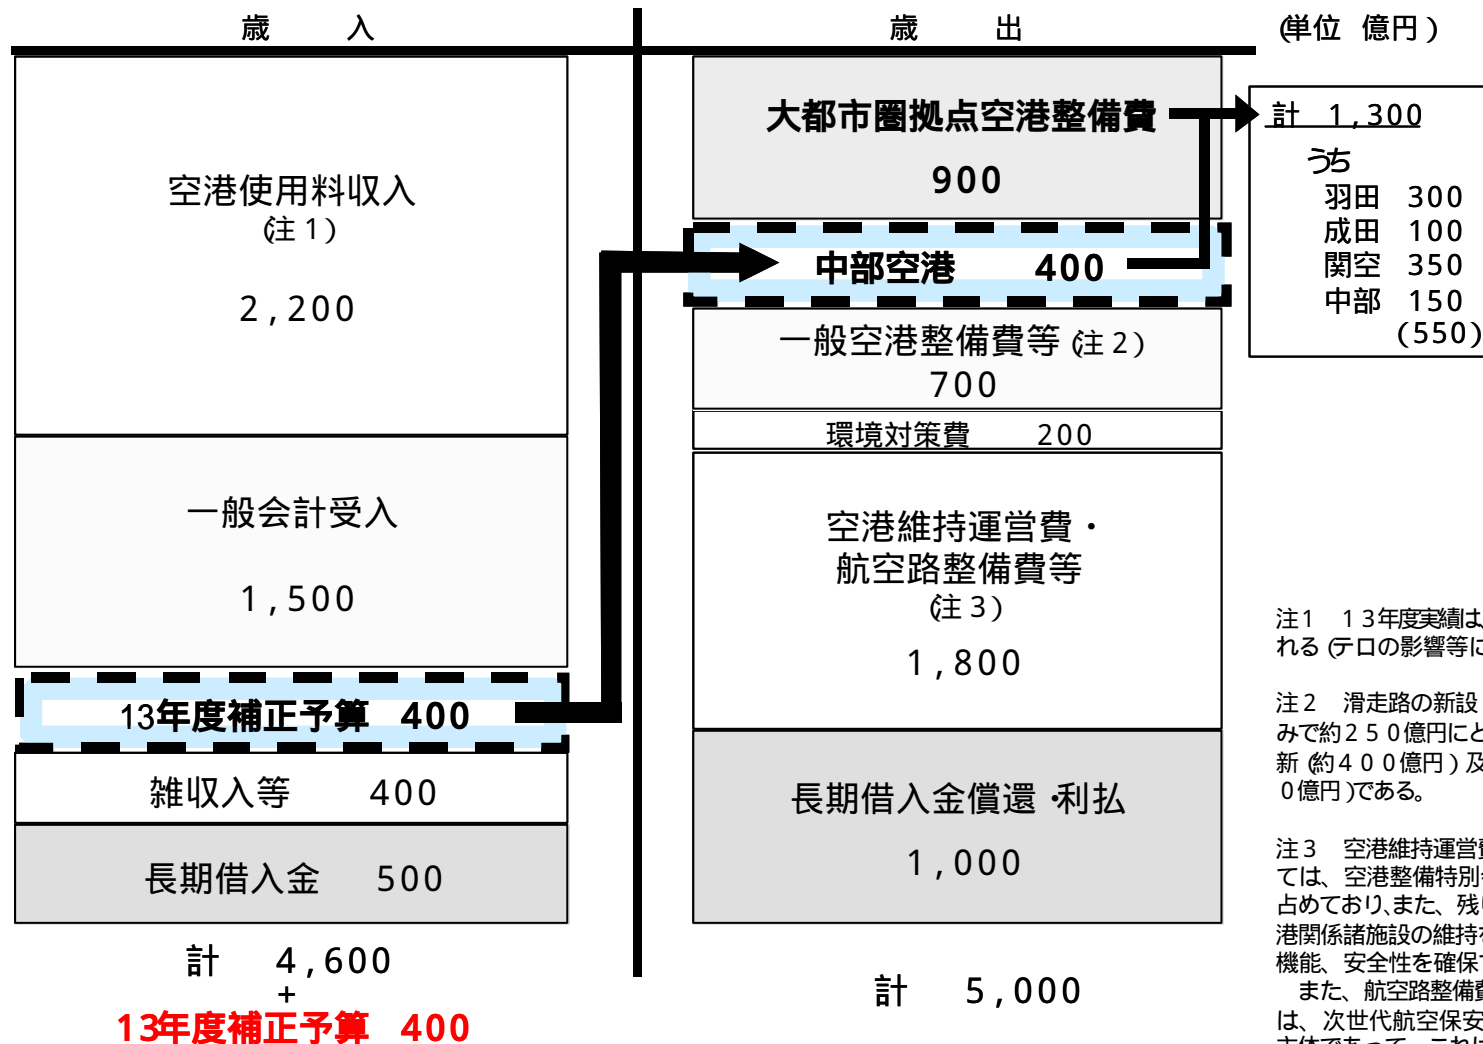 歳　入
歳　出
(単位 億円)
空港使用料収入
(注1)
2,200
一般会計受入
1,500
13年度補正予算 400
雑収入等 400
長期借入金 500
計 4,600
+
13年度補正予算 400
大都市圏拠点空港整備費
900
中部空港 400
一般空港整備費等(注2)
700
環境対策費 200
空港維持運営費・
航空路整備費等
(注3)
1,800
長期借入金償還・利払
1,000
計 5,000
計 1,300
うち
羽田 300
成田 100
関空 350
中部 150
(550)
注1 13年度実績は、
れる(テロの影響等に
注2 滑走路の新設
みで約250億円にと
新(約400億円)及
0億円)である。
注3 空港維持運営費
ては、空港整備特別
占めており、また、残
港関係諸施設の維持
機能、安全性を確保
また、航空路整備費
は、次世代航空保安